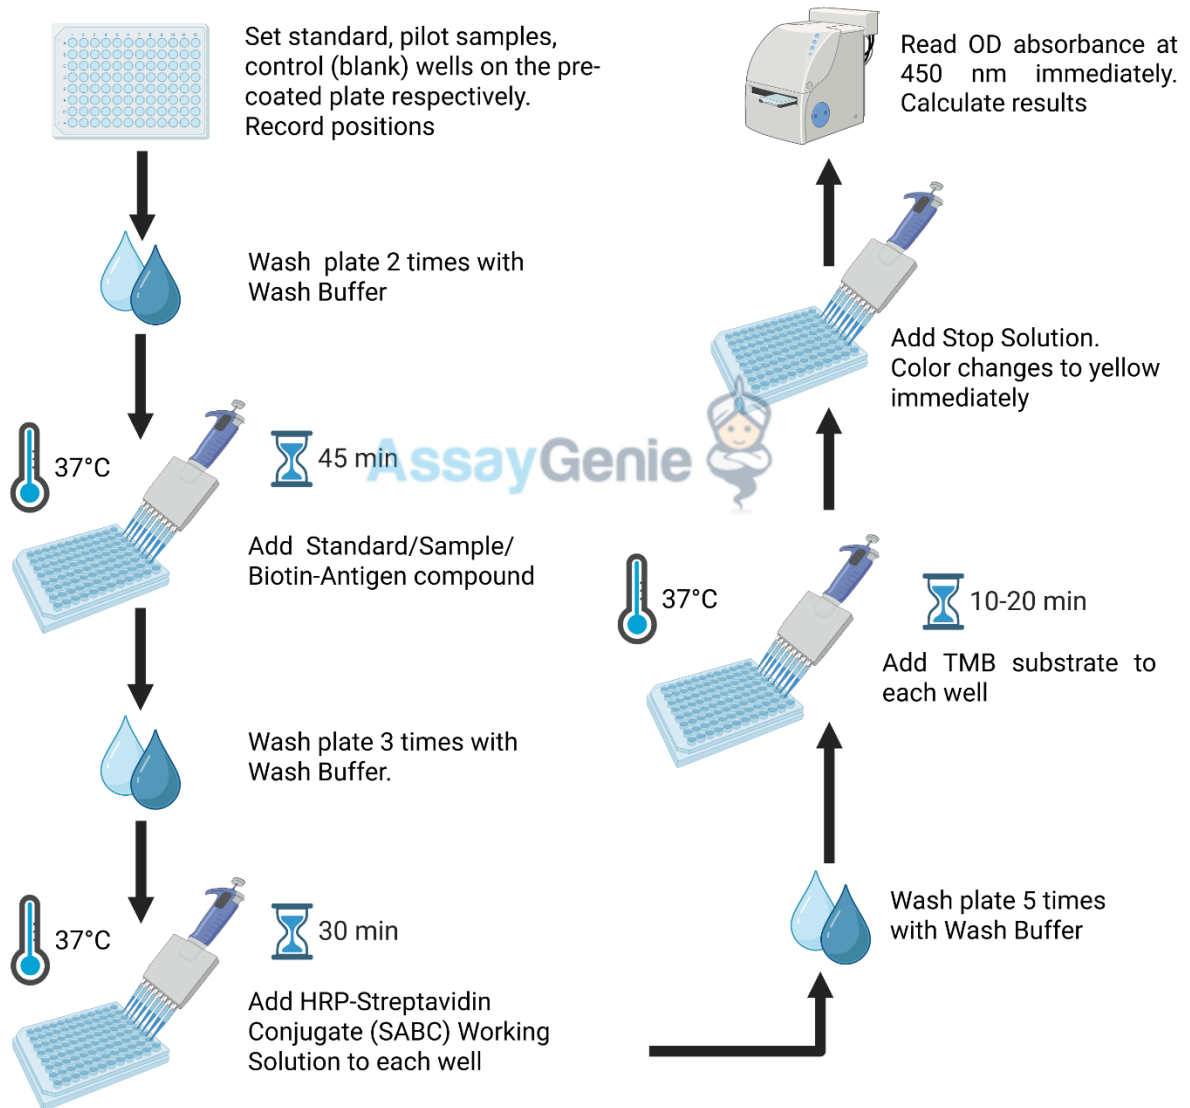 Set standard, pilot samples,
control (blank) wells on the pre-
coated plate respectively.
Record positions
Wash plate 2 times with
Wash Buffer
37°C
45 min
Add Standard/Sample/
Biotin-Antigen compound
Wash plate 3 times with
Wash Buffer.
37°C
30 min
Add HRP-Streptavidin
Conjugate (SABC) Working
Solution to each well
Wash plate 5 times
with Wash Buffer
37°C
10-20 min
Add TMB substrate to
each well
Add Stop Solution.
Color changes to yellow
immediately
Read OD absorbance at
450 nm immediately.
Calculate results
AssayGenie